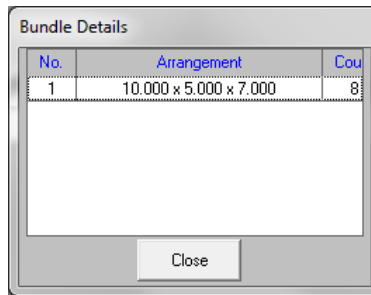 Bundle Details
No. Arrangement Cou
1 10.000 x 5.000 x 7.000 8
Close